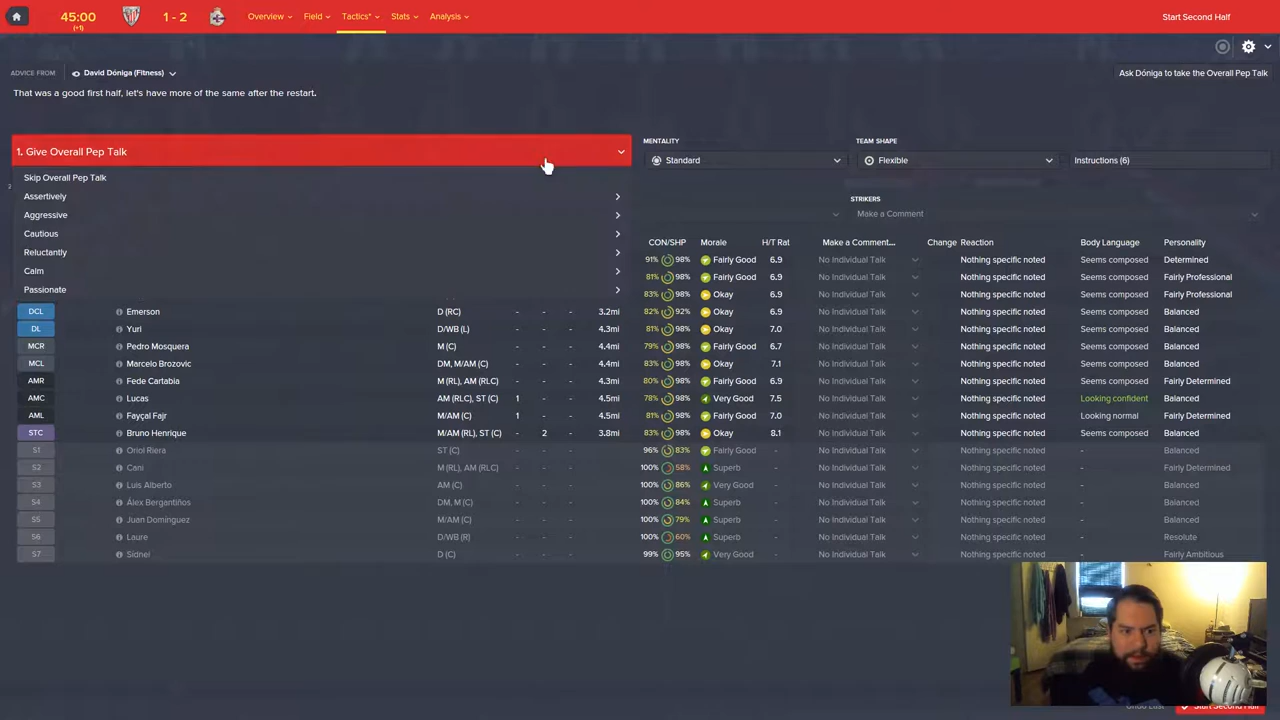 45:00
(+1)
1 - 2
Overview
Field
Tactics*
Stats
Analysis
Start Second Half
ADVICE FROM
David Dóniga (Fitness)
Ask Dóniga to take the Overall Pep Talk
That was a good first half, let's have more of the same after the restart.
1. Give Overall Pep Talk
Skip Overall Pep Talk
Assertively
Aggressive
Cautious
Reluctantly
Calm
Passionate
MENTALITY
Standard
TEAM SHAPE
Flexible
Instructions (6)
STRIKERS
Make a Comment
CON/SHP Morale H/T Rat Make a Comment... Change Reaction Body Language Personality
91% 98% Fairly Good 6.9 No Individual Talk Nothing specific noted Seems composed Determined
81% 98% Fairly Good 6.9 No Individual Talk Nothing specific noted Seems composed Fairly Professional
83% 98% Okay 6.9 No Individual Talk Nothing specific noted Seems composed Fairly Professional
DCL Emerson D (RC) - - - 3.2mi 82% 92% Okay 6.9 No Individual Talk Nothing specific noted Seems composed Balanced
DL Yuri D/WB (L) - - - 4.3mi 81% 98% Okay 7.0 No Individual Talk Nothing specific noted Seems composed Balanced
MCR Pedro Mosquera M (C) - - - 4.4mi 79% 98% Fairly Good 6.7 No Individual Talk Nothing specific noted Seems composed Balanced
MCL Marcelo Brozovic DM, M/AM (C) - - - 4.4mi 83% 98% Okay 7.1 No Individual Talk Nothing specific noted Seems composed Balanced
AMR Fede Cartabia M (RL), AM (RLC) - - - 4.3mi 80% 98% Fairly Good 6.9 No Individual Talk Nothing specific noted Seems composed Fairly Determined
AMC Lucas AM (RLC), ST (C) 1 - - 4.5mi 78% 98% Very Good 7.5 No Individual Talk Nothing specific noted Looking confident Balanced
AML Fayçal Fajr M/AM (C) 1 - - 4.5mi 81% 98% Fairly Good 7.0 No Individual Talk Nothing specific noted Looking normal Fairly Determined
STC Bruno Henrique M/AM (RL), ST (C) - 2 - 3.8mi 83% 98% Okay 8.1 No Individual Talk Nothing specific noted Seems composed Balanced
S1 Oriol Riera ST (C) - - - 96% 83% Fairly Good No Individual Talk Nothing specific noted - Balanced
S2 Cani M (RL), AM (RLC) - - - 100% 58% Superb No Individual Talk Nothing specific noted - Fairly Determined
S3 Luis Alberto AM (C) - - - 100% 86% Very Good No Individual Talk Nothing specific noted - Balanced
S4 Álex Bergantiños DM, M (C) - - - 100% 84% Superb No Individual Talk Nothing specific noted - Balanced
S5 Juan Domínguez M/AM (C) - - - 100% 79% Superb No Individual Talk Nothing specific noted - Balanced
S6 Laure D/WB (R) - - - 100% 60% Superb No Individual Talk Nothing specific noted - Resolute
S7 Sidnei D (C) - - - 99% 95% Very Good No Individual Talk Nothing specific noted - Fairly Ambitious
Undo Last
Start Second Half